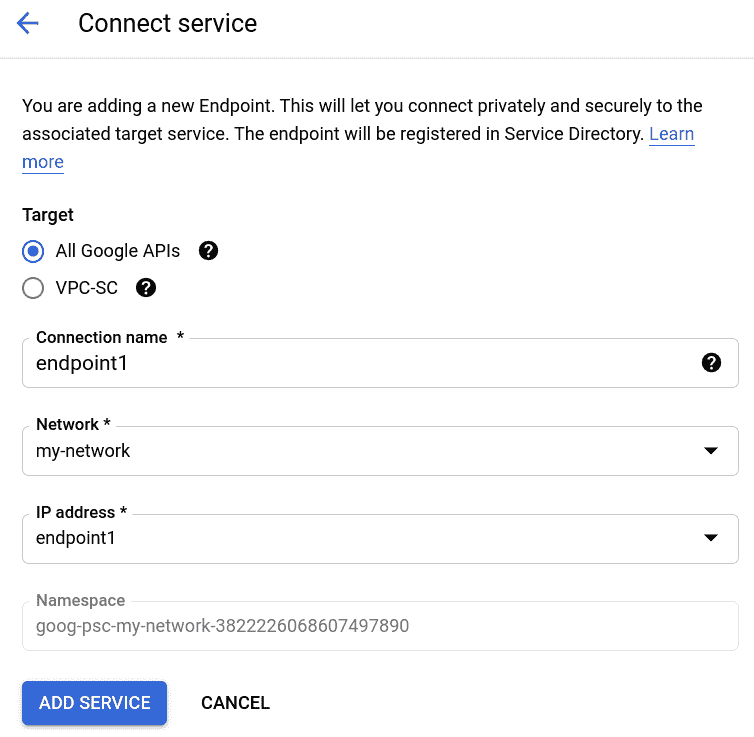 Connect service
You are adding a new Endpoint. This will let you connect privately and securely to the
associated target service. The endpoint will be registered in Service Directory. Learn
more
Target
All Google APIs
VPC-SC
Connection name *
endpoint1
Network *
my-network
IP address *
endpoint1
Namespace
goog-psc-my-network-3822226068607497890
ADD SERVICE CANCEL